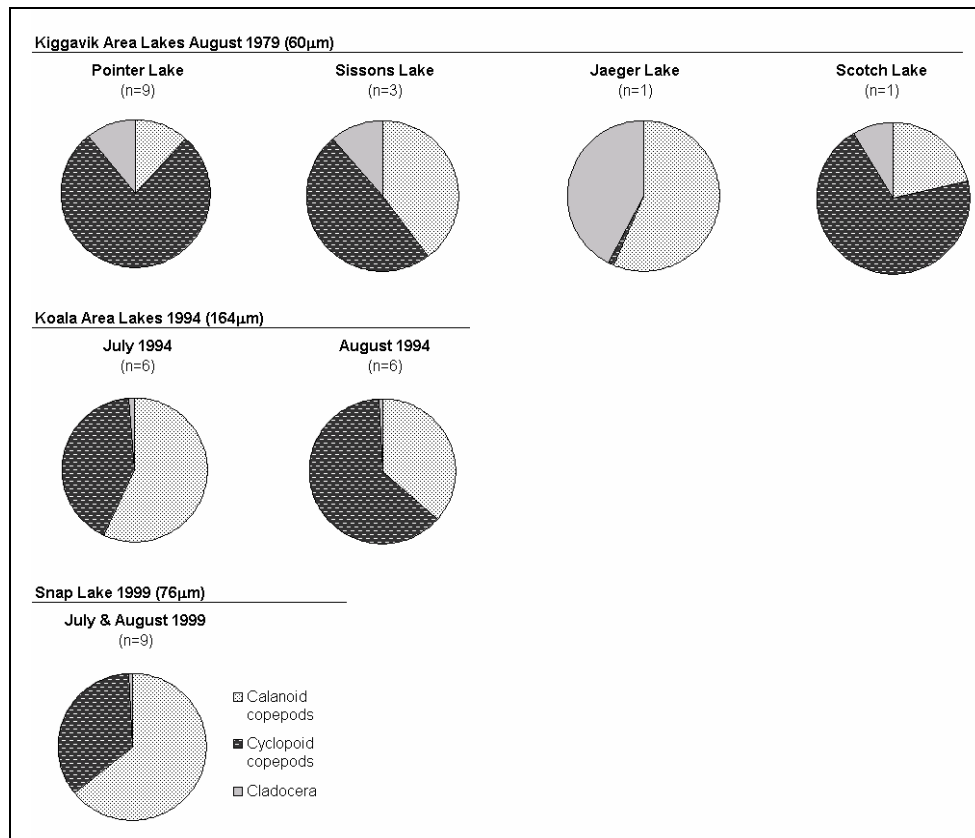 Kiggavik Area Lakes August 1979 (60μm)
Pointer Lake
(n=9)
Sissons Lake
(n=3)
Jaeger Lake
(n=1)
Scotch Lake
(n=1)
Koala Area Lakes 1994 (164μm)
July 1994
(n=6)
August 1994
(n=6)
Snap Lake 1999 (76μm)
July & August 1999
(n=9)
Calanoid
copepods
Cyclopoid
copepods
Cladocera